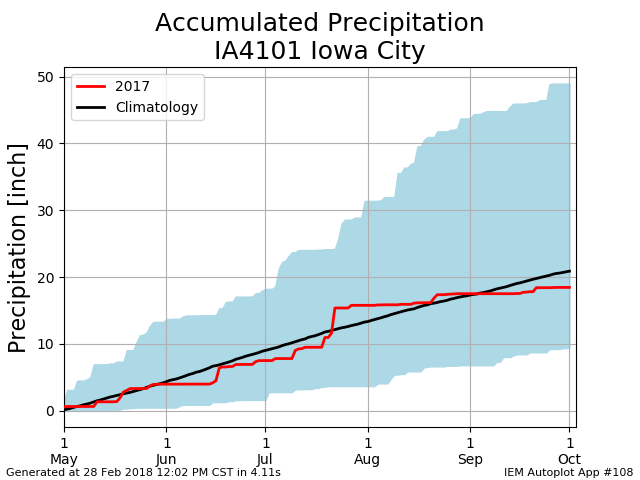 Accumulated Precipitation
IA4101 Iowa City
2017
Climatology
Precipitation [inch]
50
40
30
20
10
0
1 1 1 1 1 1
May Jun Jul Aug Sep Oct
Generated at 28 Feb 2018 12:02 PM CST in 4.11s
IEM Autoplot App #108